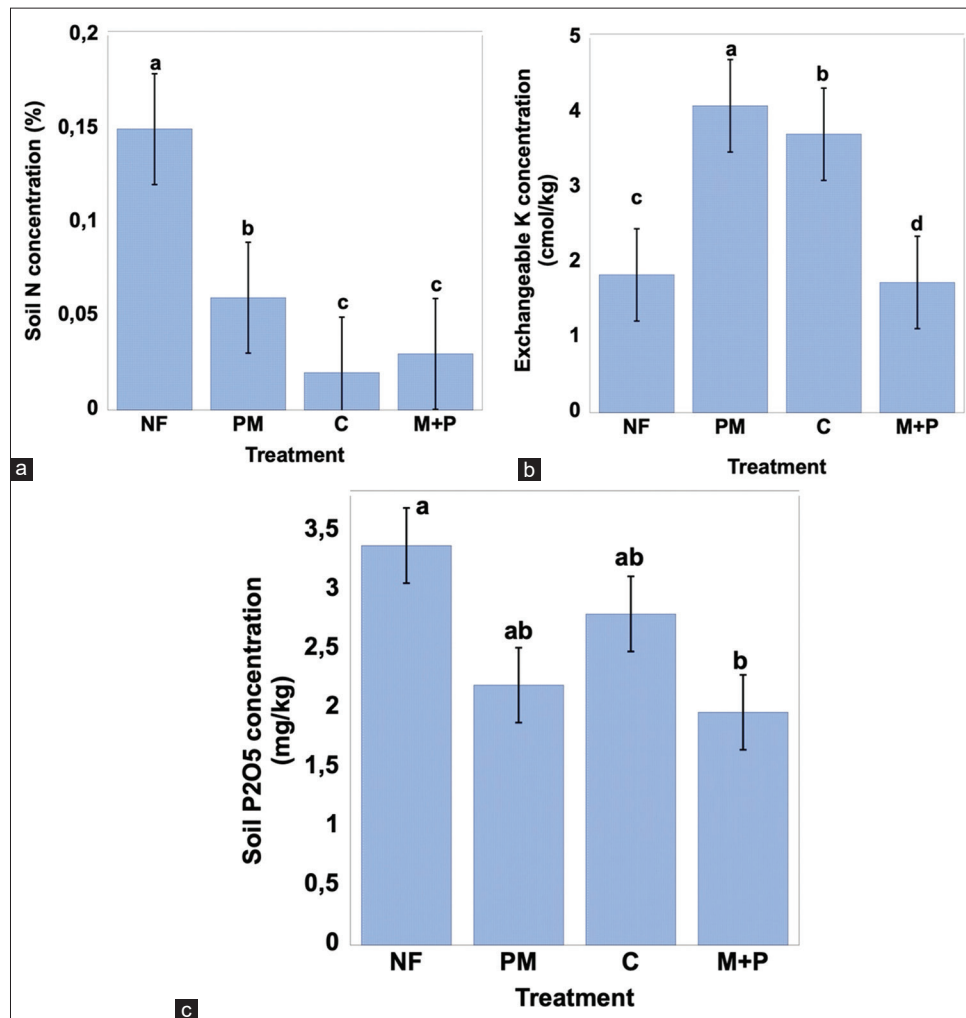 0,2
0,15
0,1
0,05
0
Soil N concentration (%)
a
b
c
c
NF PM C M+P
Treatment
a
5
4
3
2
1
0
Exchangeable K concentration
(cmol/kg)
c
a
b
d
NF PM C M+P
Treatment
b
3,5
3
2,5
2
1,5
1
0,5
0
Soil P2O5 concentration
(mg/kg)
a
ab
ab
b
NF PM C M+P
Treatment
c